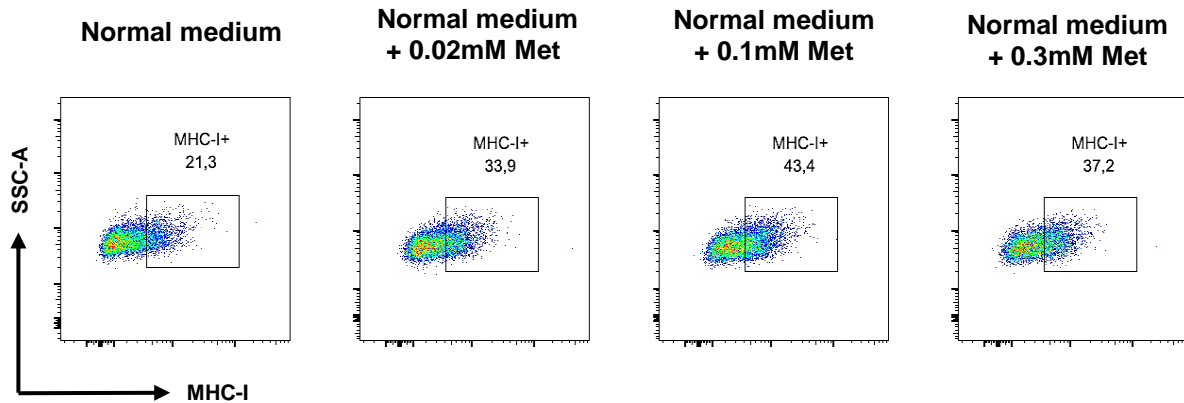 Normal medium
Normal medium
+ 0.02mM Met
Normal medium
+ 0.1mM Met
Normal medium
+ 0.3mM Met
SSC-A
MHC-I+
21,3
MHC-I+
33,9
MHC-I+
43,4
MHC-I+
37,2
MHC-I